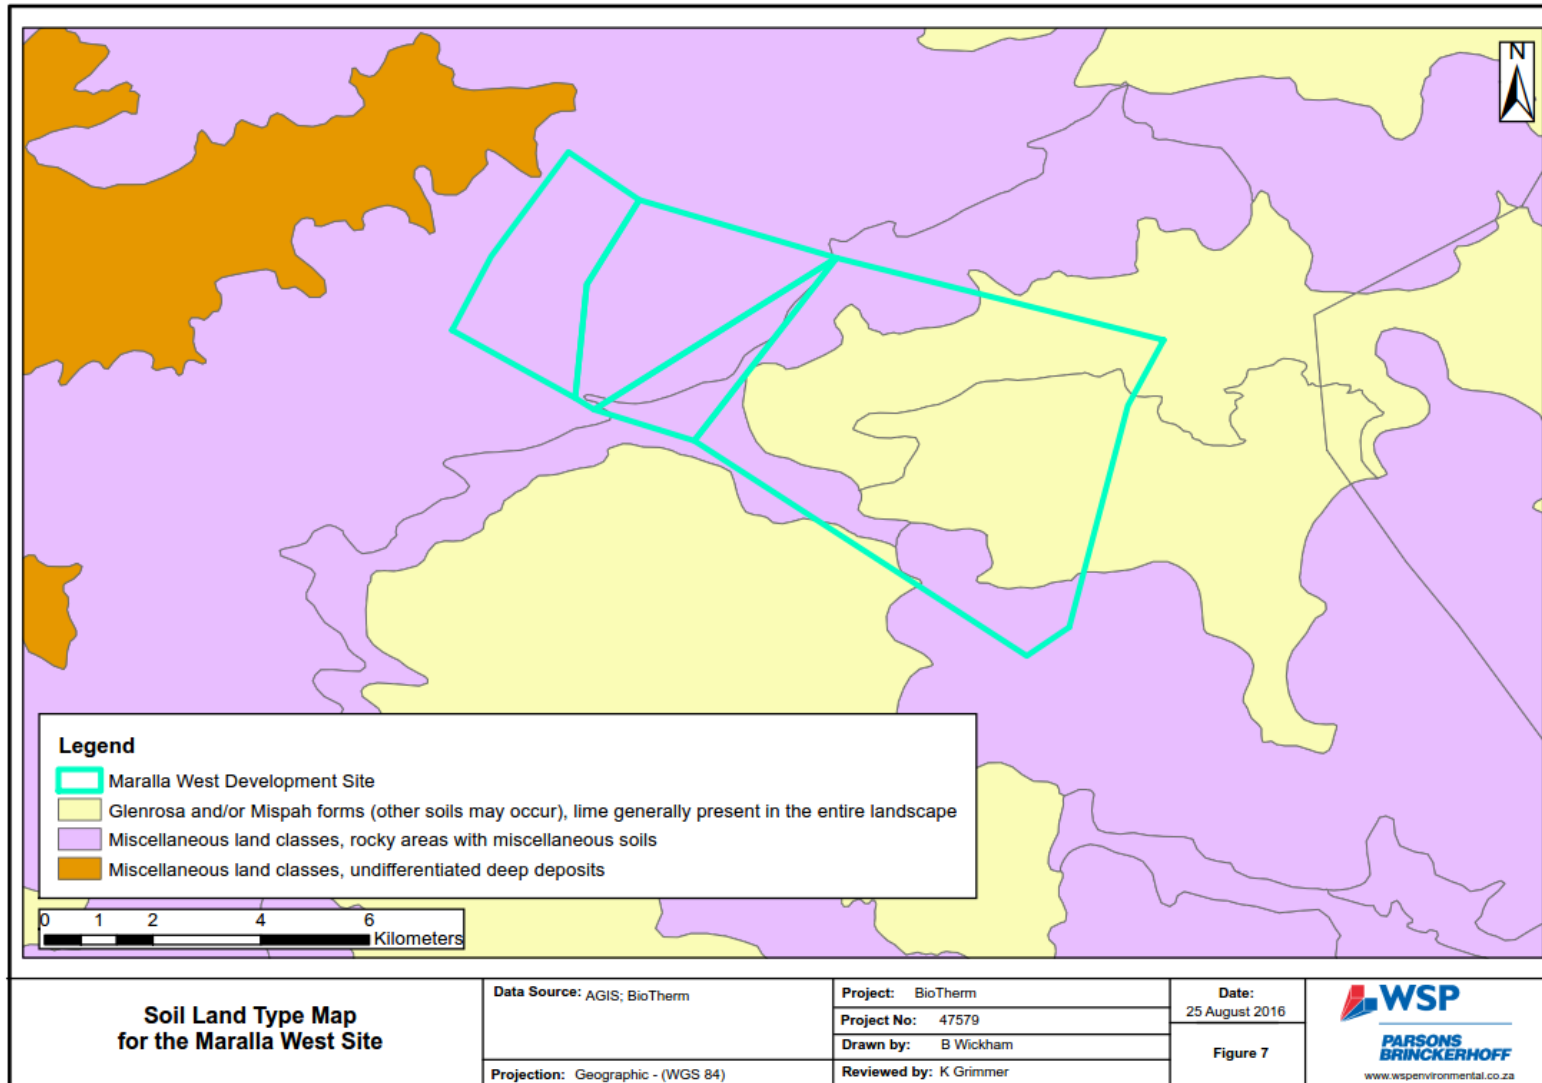 N
Legend
Maralla West Development Site
Glenrosa and/or Mispah forms (other soils may occur), lime generally present in the entire landscape
Miscellaneous land classes, rocky areas with miscellaneous soils
Miscellaneous land classes, undifferentiated deep deposits
0 1 2 4 6
Kilometers
Soil Land Type Map
for the Maralla West Site
Data Source: AGIS; BioTherm
Projection: Geographic - (WGS 84)
Project: BioTherm
Project No: 47579
Drawn by: B Wickham
Reviewed by: K Grimmer
Date:
25 August 2016
Figure 7
WSP
PARSONS
BRINCKERHOFF
www.wspenvironmental.co.za